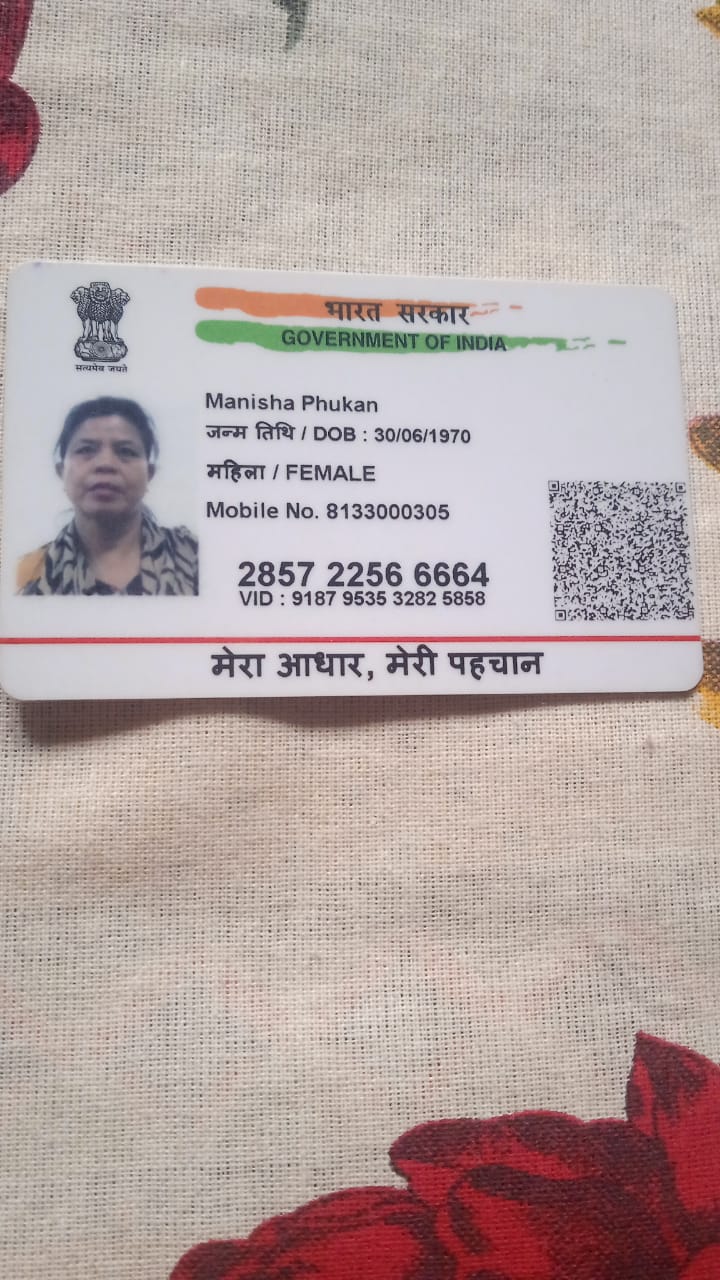 भारत सरकार
GOVERNMENT OF INDIA
सत्यमेव जयते
Manisha Phukan
जन्म तिथि / DOB : 30/06/1970
महिला / FEMALE
Mobile No. 8133000305
2857 2256 6664
VID : 9187 9535 3282 5858
मेरा आधार, मेरी पहचान